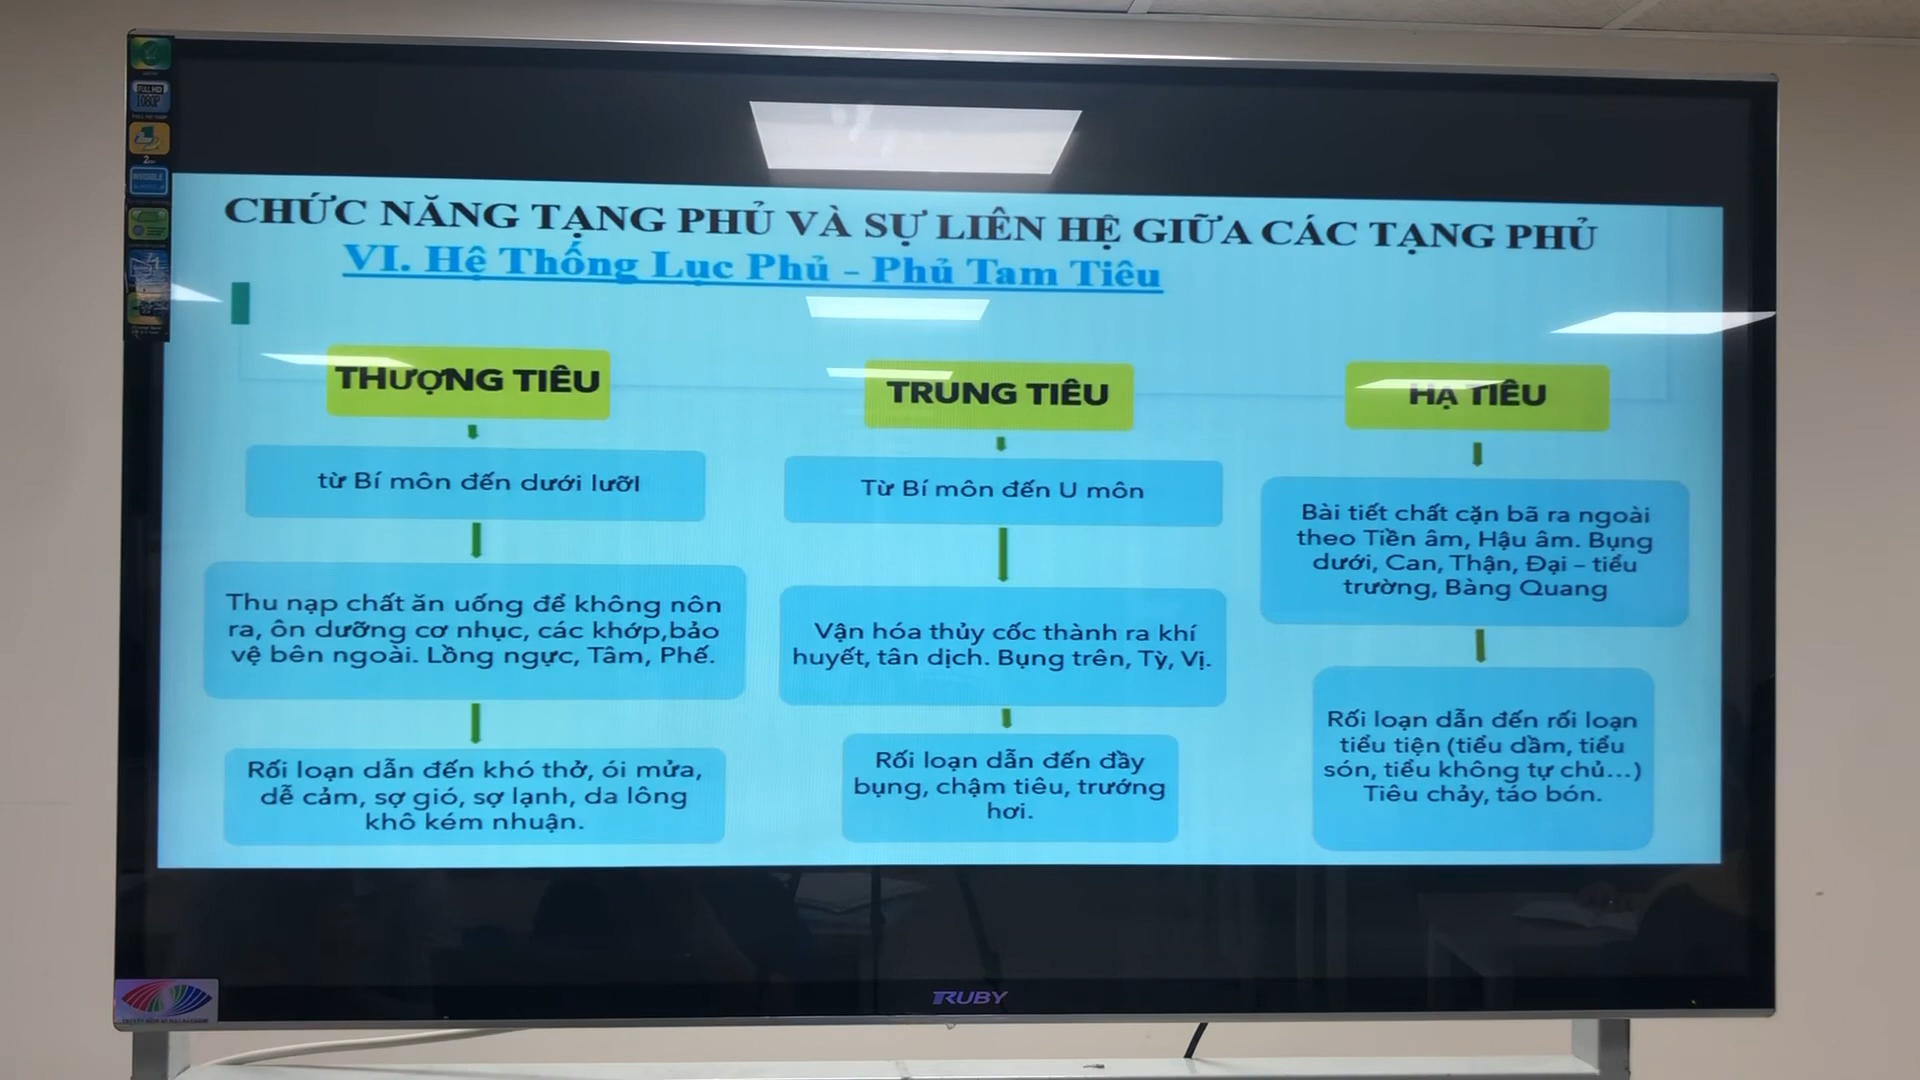 FULL HD
1080P
CHỨC NĂNG TẠNG PHỦ VÀ SỰ LIÊN HỆ GIỮA CÁC TẠNG PHỦ
VI. Hệ Thống Lục Phủ - Phủ Tam Tiêu
THƯỢNG TIÊU
từ Bí môn đến dưới lưỡI
Thu nạp chất ăn uống để không nôn
ra, ôn dưỡng cơ nhục, các khớp,bảo
vệ bên ngoài. Lồng ngực, Tâm, Phế.
Rối loạn dẫn đến khó thở, ói mửa,
dễ cảm, sợ gió, sợ lạnh, da lông
khô kém nhuận.
TRUNG TIÊU
Từ Bí môn đến U môn
Vận hóa thủy cốc thành ra khí
huyết, tân dịch. Bụng trên, Tỳ, Vị.
Rối loạn dẫn đến đầy
bụng, chậm tiêu, trướng
hơi.
HẠ TIÊU
Bài tiết chất cặn bã ra ngoài
theo Tiền âm, Hậu âm. Bụng
dưới, Can, Thận, Đại – tiểu
trường, Bàng Quang
Rối loạn dẫn đến rối loạn
tiểu tiện (tiểu dầm, tiểu
són, tiểu không tự chủ...)
Tiêu chảy, táo bón.
RUBY